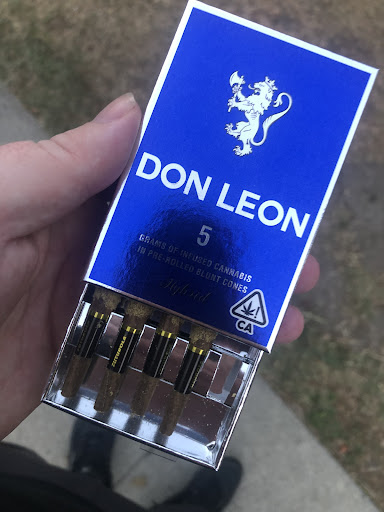 DON LEON
5
GRAMS OF INFUSED CANNABIS
IN PRE-ROLLED BLUNT CONES
Hybrid
CA